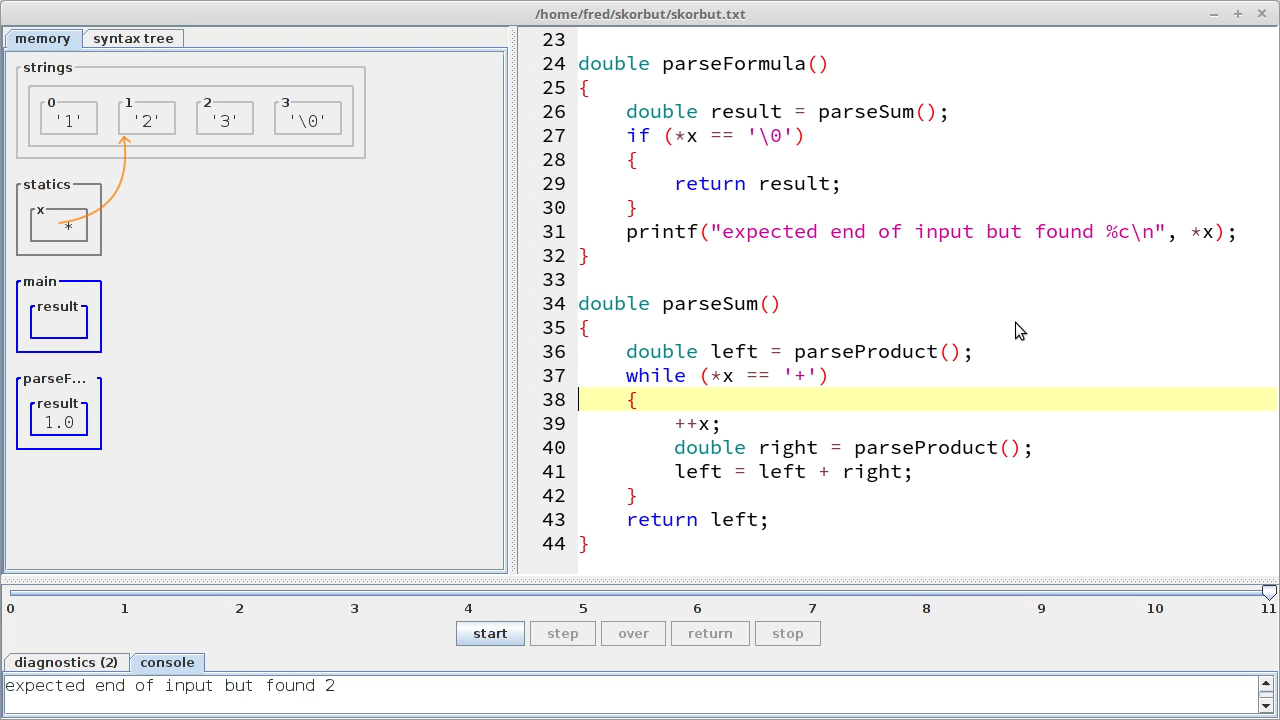 /home/fred/skorbut/skorbut.txt
memory syntax tree
strings
0 1 2 3
'1' '2' '3' '\0'
statics
x
*
main
result
parseF...
result
1.0
23
24 double parseFormula()
25 {
26     double result = parseSum();
27     if (*x == '\0')
28     {
29         return result;
30     }
31     printf("expected end of input but found %c\n", *x);
32 }
33
34 double parseSum()
35 {
36     double left = parseProduct();
37     while (*x == '+')
38     {
39         ++x;
40         double right = parseProduct();
41         left = left + right;
42     }
43     return left;
44 }
0 1 2 3 4 5 6 7 8 9 10 11
start step over return stop
diagnostics (2) console
expected end of input but found 2